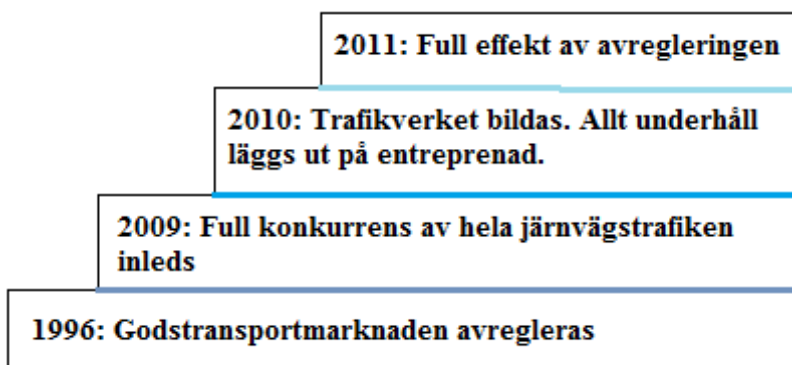 2011: Full effekt av avregleringen
2010: Trafikverket bildas. Allt underhåll
läggs ut på entreprenad.
2009: Full konkurrens av hela järnvägstrafiken
inleds
1996: Godstransportmarknaden avregleras